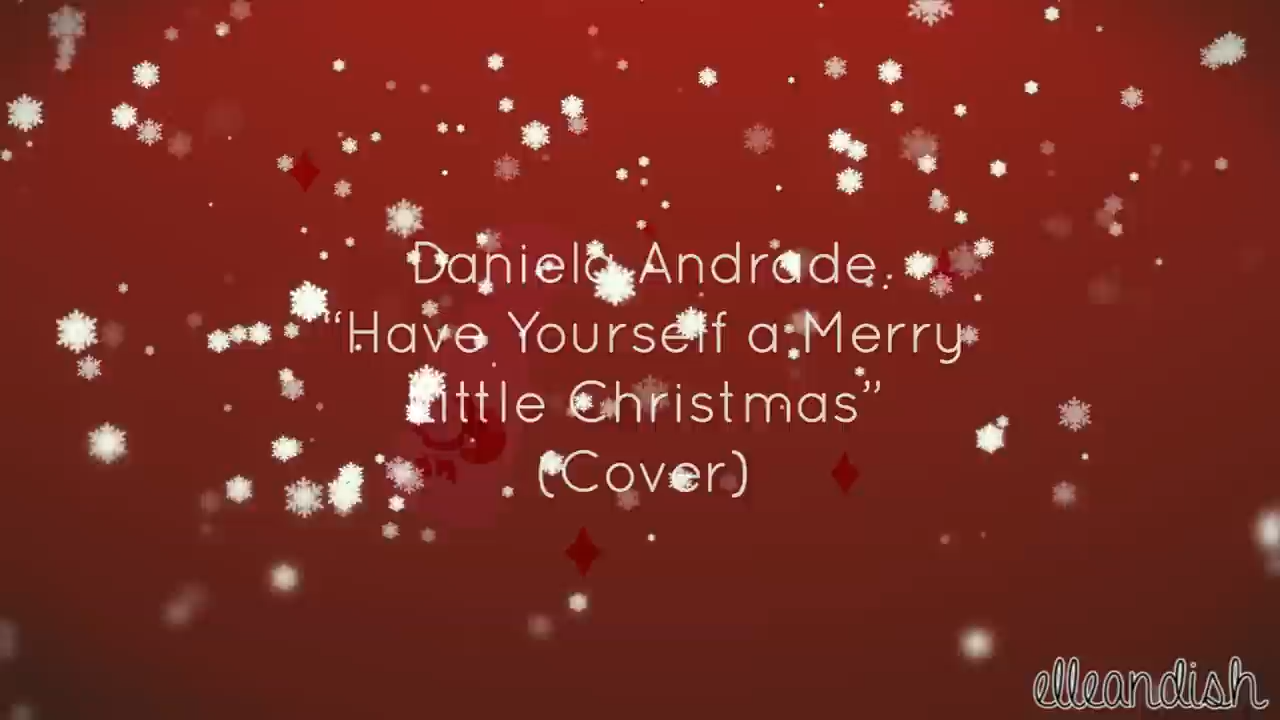 Daniela Andrade
“Have Yourself a Merry
Little Christmas”
(Cover)
elleandish